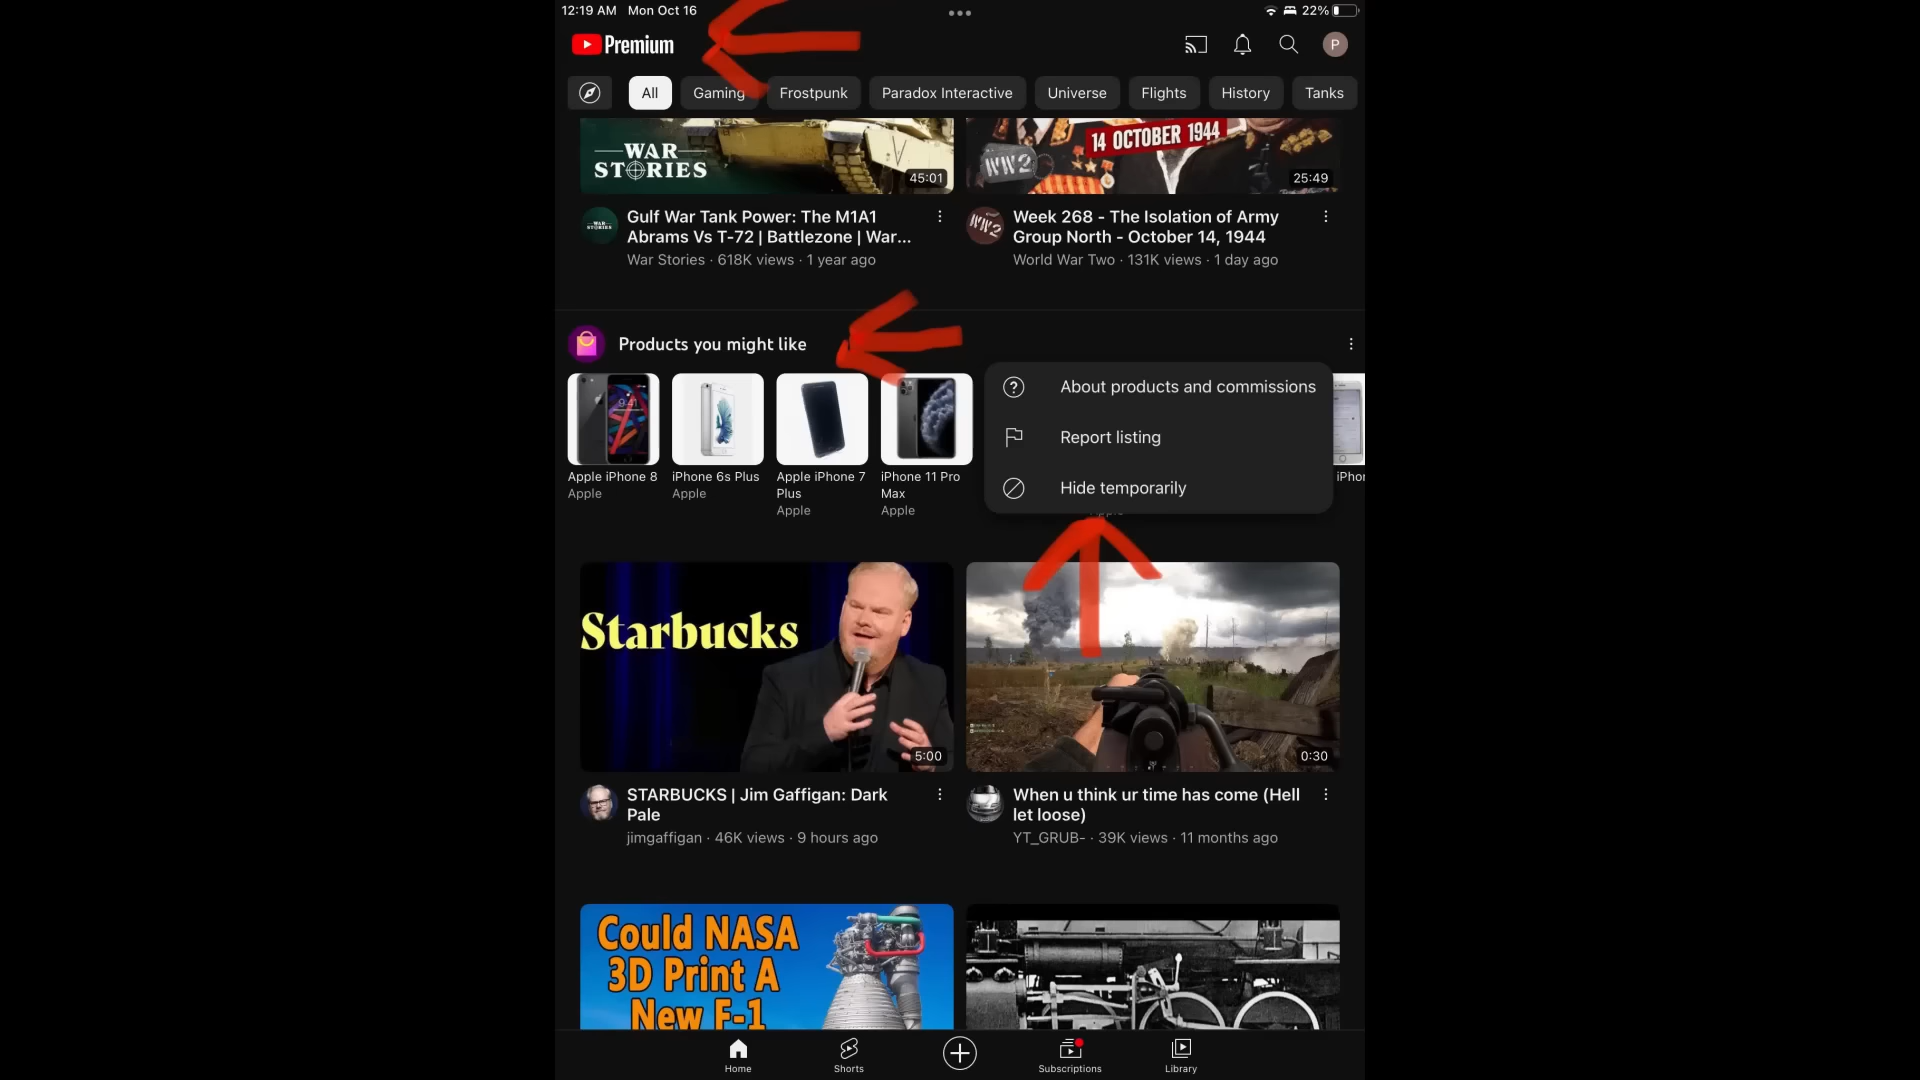 12:19 AM Mon Oct 16
22%
Premium
P
All Gaming Frostpunk Paradox Interactive Universe Flights History Tanks
WAR
STORIES
45:01
14 OCTOBER 1944
WW2
25:49
WAR
STORIES
Gulf War Tank Power: The M1A1
Abrams Vs T-72 | Battlezone | War...
War Stories · 618K views · 1 year ago
WW2
Week 268 - The Isolation of Army
Group North - October 14, 1944
World War Two · 131K views · 1 day ago
Products you might like
About products and commissions
Report listing
Hide temporarily
9:41
Apple iPhone 8
Apple
iPhone 6s Plus
Apple
Apple iPhone 7
Plus
Apple
iPhone 11 Pro
Max
Apple
Apple
iPhor
Starbucks
5:00
0:30
STARBUCKS | Jim Gaffigan: Dark
Pale
jimgaffigan · 46K views · 9 hours ago
When u think ur time has come (Hell
let loose)
YT_GRUB- · 39K views · 11 months ago
Could NASA
3D Print A
New F-1
Home Shorts Subscriptions Library